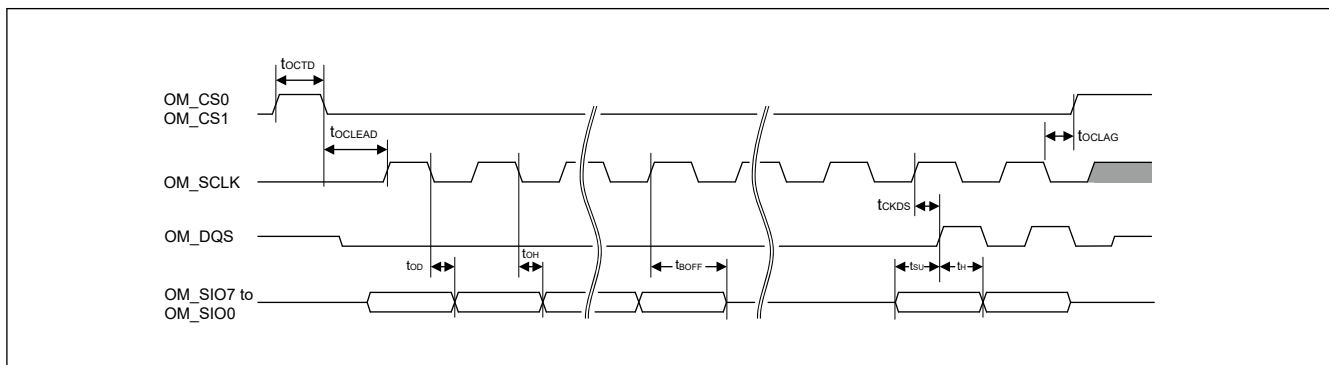 tOCTD
OM_CS0
OM_CS1
tOCLEAD
tOCLAG
OM_SCLK
tCKDS
OM_DQS
tOD
tOH
tBOFF
tSU
tH
OM_SIO7 to
OM_SIO0